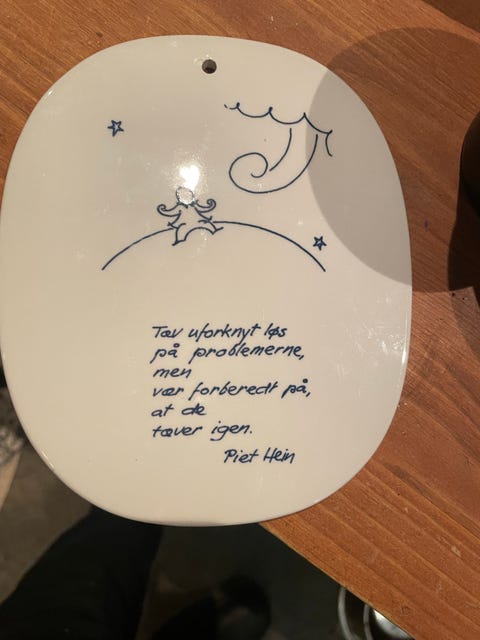 Tæv uforknyt løs
på problemerne,
men
vær forberedt på,
at de
tæver igen.
Piet Hein